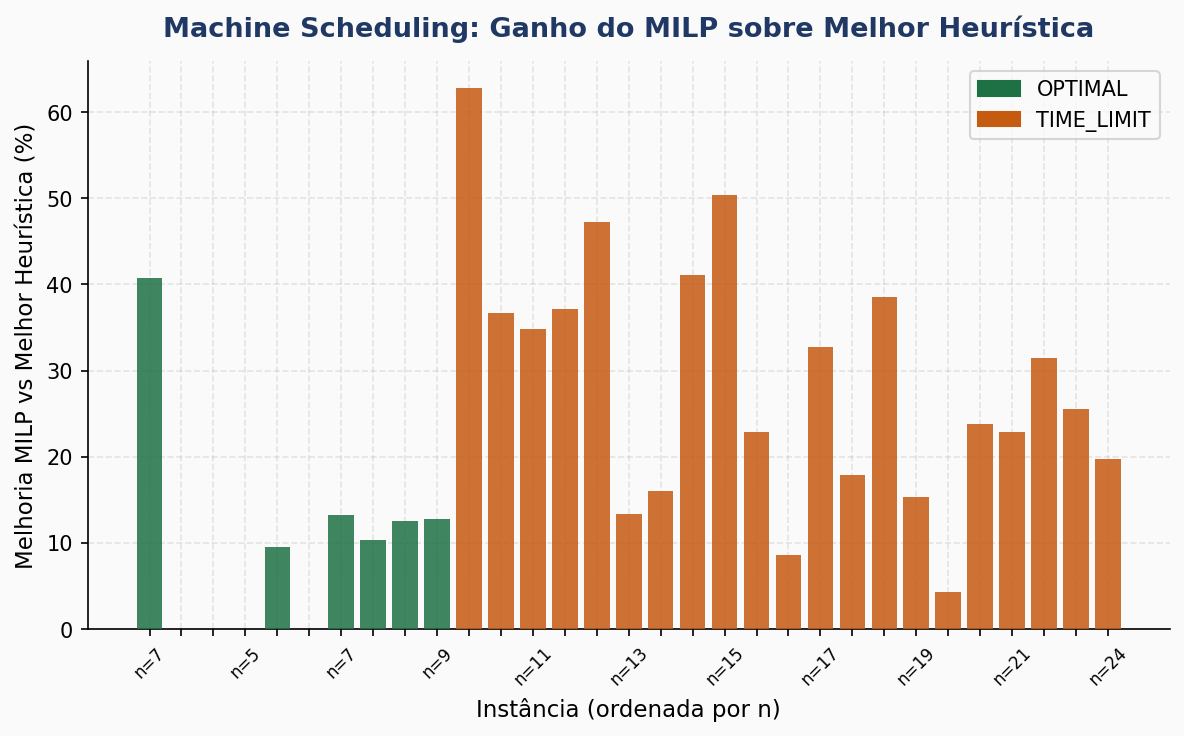 Machine Scheduling: Ganho do MILP sobre Melhor Heurística
OPTIMAL
TIME_LIMIT
Melhoria MILP vs Melhor Heurística (%)
60
50
40
30
20
10
0
n=7
n=5
n=7
n=9
n=11
n=13
n=15
n=17
n=19
n=21
n=24
Instância (ordenada por n)